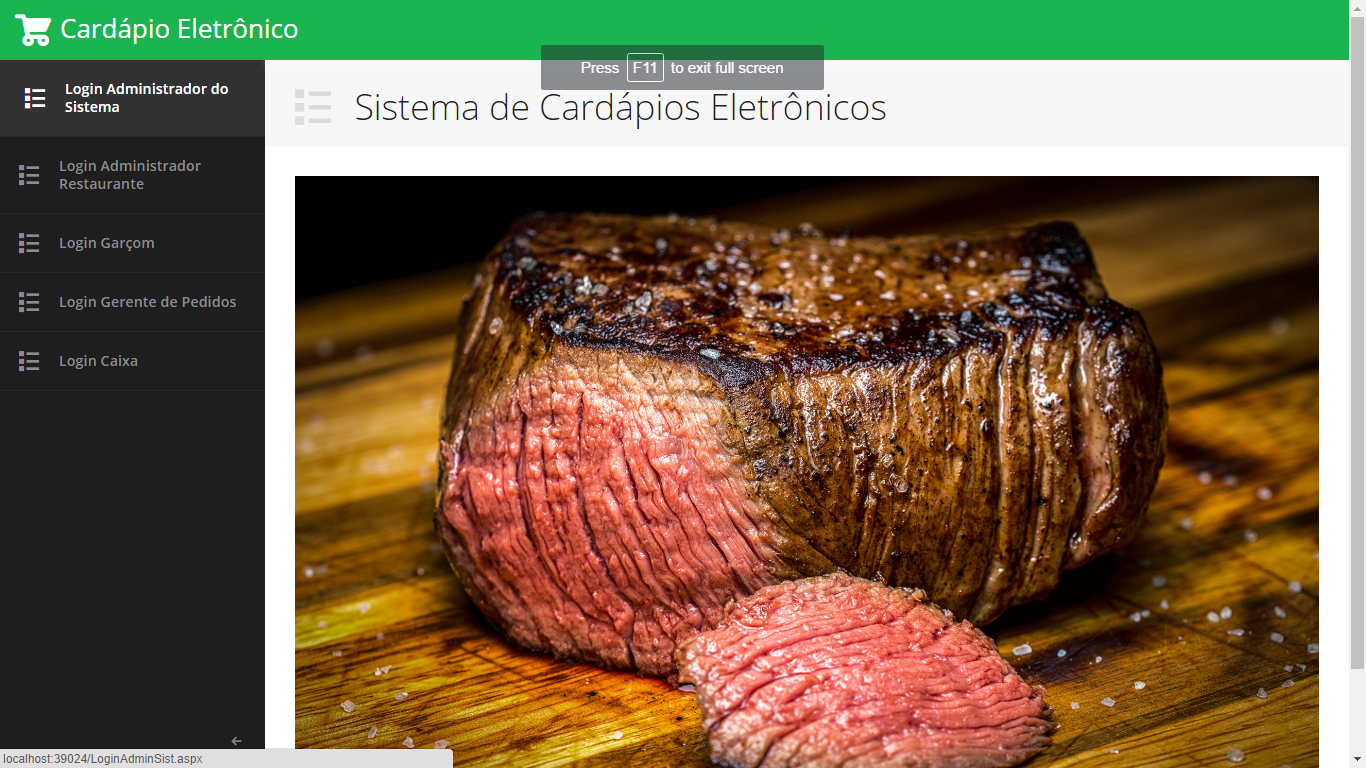 Cardápio Eletrônico
Press F11 to exit full screen
Login Administrador do
Sistema
Sistema de Cardápios Eletrônicos
Login Administrador
Restaurante
Login Garçom
Login Gerente de Pedidos
Login Caixa
localhost:39024/LoginAdminSist.aspx